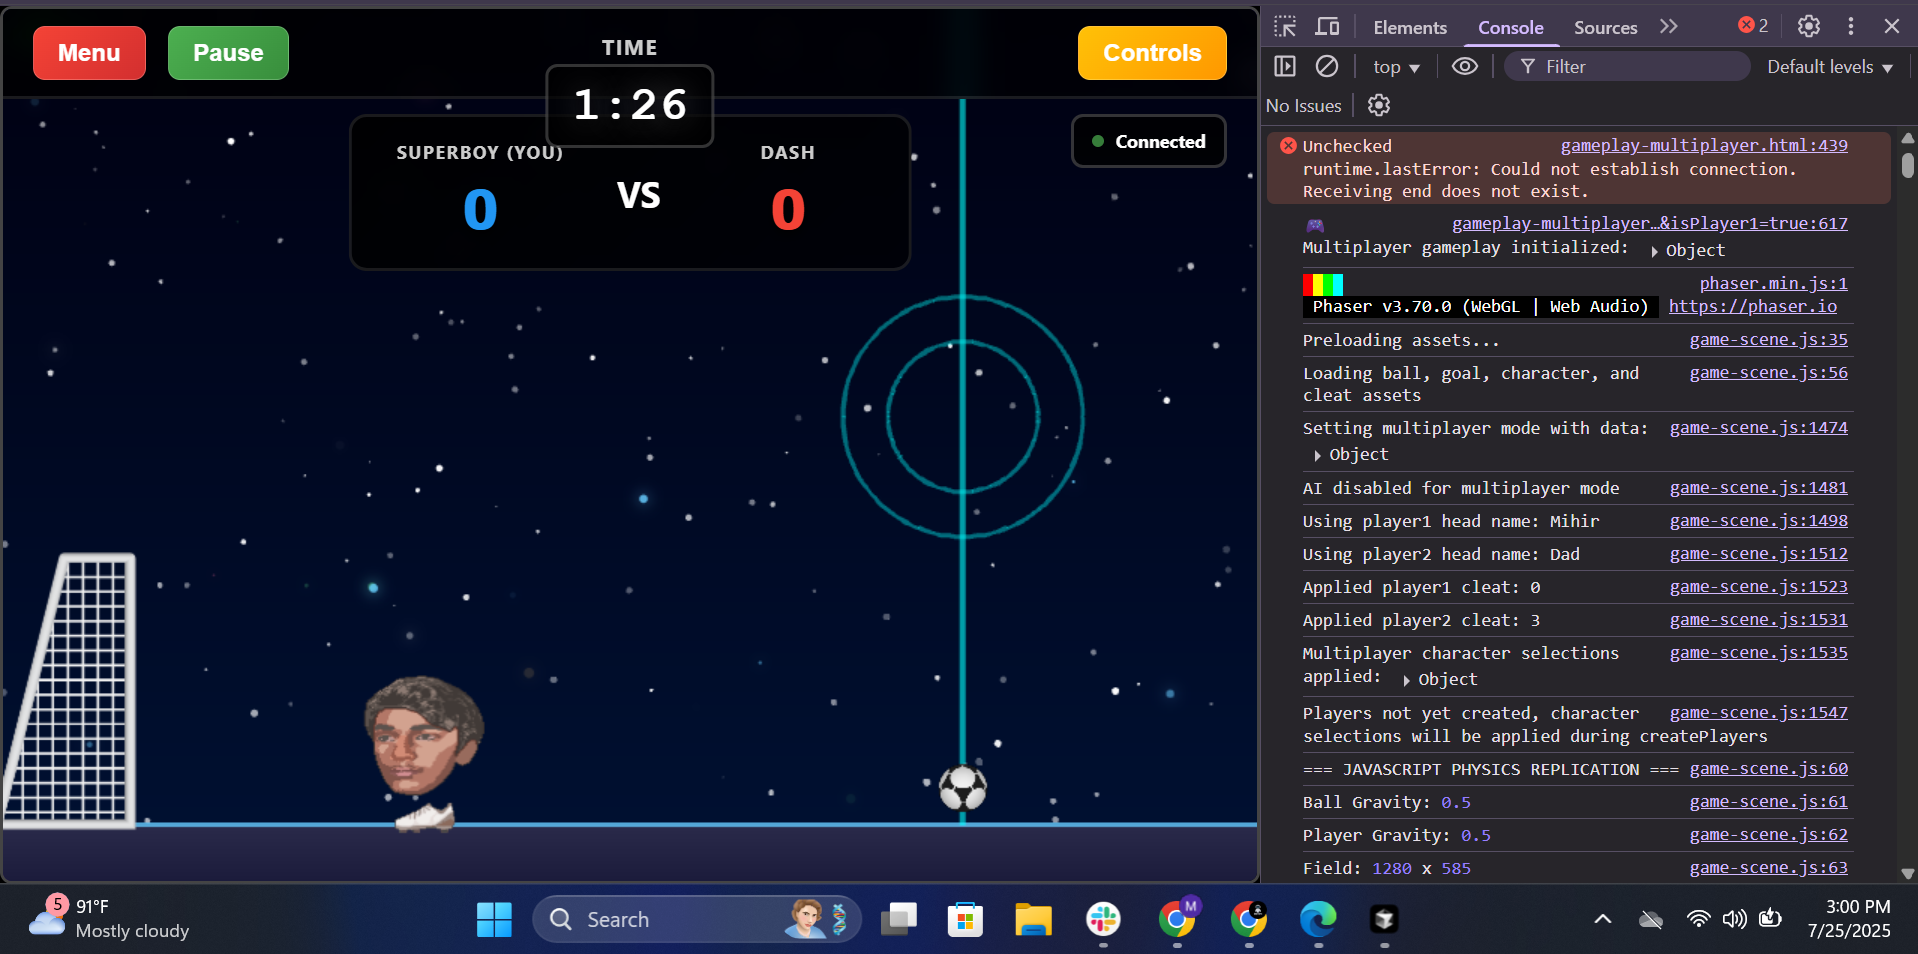 Menu
Pause
TIME
1:26
Controls
SUPERBOY (YOU)
0
VS
DASH
0
Connected
Elements
Console
Sources
2
top
Filter
Default levels
No Issues
Unchecked gameplay-multiplayer.html:439
runtime.lastError: Could not establish connection.
Receiving end does not exist.
gameplay-multiplayer…&isPlayer1=true:617
Multiplayer gameplay initialized: Object
phaser.min.js:1
Phaser v3.70.0 (WebGL | Web Audio) https://phaser.io
Preloading assets... game-scene.js:35
Loading ball, goal, character, and game-scene.js:56
cleat assets
Setting multiplayer mode with data: game-scene.js:1474
Object
AI disabled for multiplayer mode game-scene.js:1481
Using player1 head name: Mihir game-scene.js:1498
Using player2 head name: Dad game-scene.js:1512
Applied player1 cleat: 0 game-scene.js:1523
Applied player2 cleat: 3 game-scene.js:1531
Multiplayer character selections game-scene.js:1535
applied: Object
Players not yet created, character game-scene.js:1547
selections will be applied during createPlayers
=== JAVASCRIPT PHYSICS REPLICATION === game-scene.js:60
Ball Gravity: 0.5 game-scene.js:61
Player Gravity: 0.5 game-scene.js:62
Field: 1280 x 585 game-scene.js:63
5
91°F
Mostly cloudy
Search
M
3:00 PM
7/25/2025